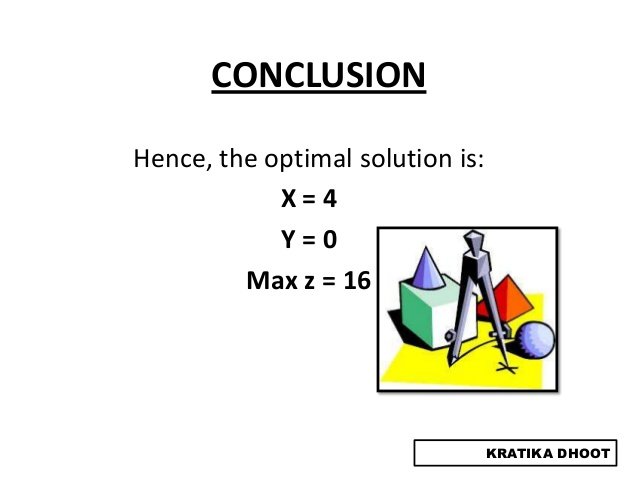 CONCLUSION
Hence, the optimal solution is:
X = 4
Y = 0
Max z = 16
KRATIKA DHOOT